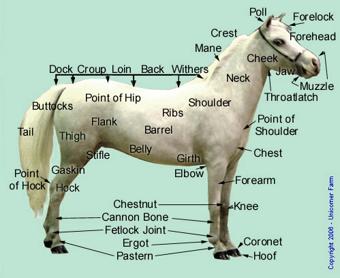 Poll
Forelock
Crest
Forehead
Mane
Cheek
Dock Croup Loin Back Withers
Jaw
Muzzle
Neck
Throatlatch
Buttocks
Point of Hip
Shoulder
Ribs
Point of
Shoulder
Tail
Flank
Thigh
Barrel
Belly
Chest
Stifle
Girth
Elbow
Gaskin
Point
of Hock
Hock
Forearm
Chestnut
Knee
Cannon Bone
Fetlock Joint
Ergot
Coronet
Pastern
Hoof
Copyright 2006 - Unicorner Farm